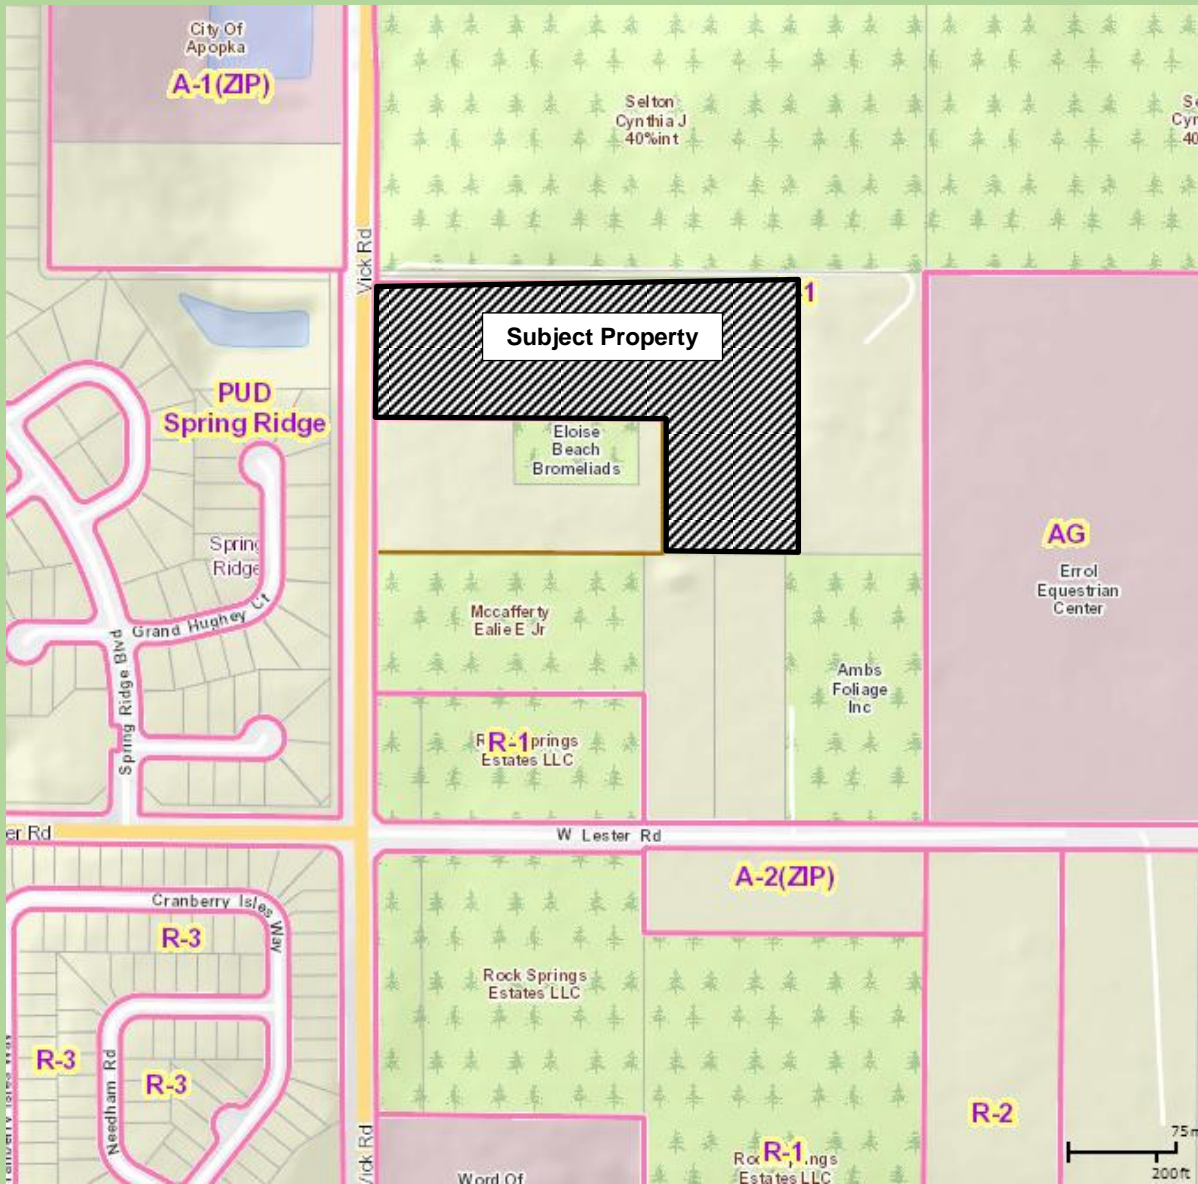 City Of
Apopka
A-1(ZIP)
Selton
Cynthia J
40%int
Vick Rd
1
Subject Property
PUD
Spring Ridge
Eloise
Beach
Bromeliads
AG
Errol
Equestrian
Center
Spring
Ridge
Grand Hughey Ct
Mccafferty
Ealie E Jr
Spring Ridge Blvd
Ambs
Foliage
Inc
R-1
prings
Estates LLC
er Rd
W Lester Rd
A-2(ZIP)
Cranberry Isles Way
R-3
Rock Springs
Estates LLC
R-3
R-3
Needham Rd
R-2
Vick Rd
R-1
Estates LLC
Word Of
75m
200ft